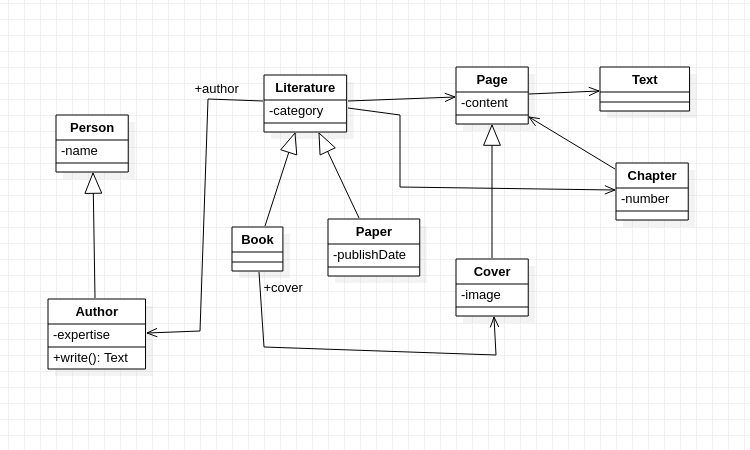 +author
Literature
-category
Page
-content
Text
Person
-name
Chapter
-number
Book
Paper
-publishDate
Cover
-image
+cover
Author
-expertise
+write(): Text